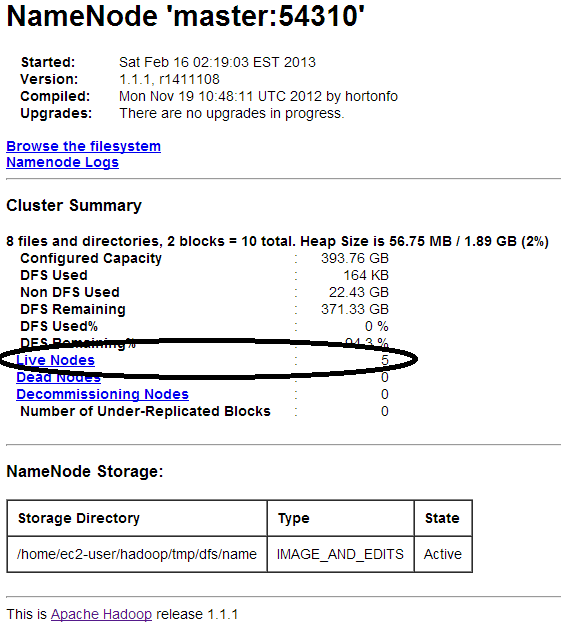 NameNode 'master:54310'
Started: Sat Feb 16 02:19:03 EST 2013
Version: 1.1.1, r1411108
Compiled: Mon Nov 19 10:48:11 UTC 2012 by hortonfo
Upgrades: There are no upgrades in progress.
Browse the filesystem
Namenode Logs
Cluster Summary
8 files and directories, 2 blocks = 10 total. Heap Size is 56.75 MB / 1.89 GB (2%)
Configured Capacity : 393.76 GB
DFS Used : 164 KB
Non DFS Used : 22.43 GB
DFS Remaining : 371.33 GB
DFS Used% : 0 %
DFS Remaining% : 94.3 %
Live Nodes : 5
Dead Nodes : 0
Decommissioning Nodes : 0
Number of Under-Replicated Blocks : 0
NameNode Storage:
Storage Directory Type State
/home/ec2-user/hadoop/tmp/dfs/name IMAGE_AND_EDITS Active
This is Apache Hadoop release 1.1.1